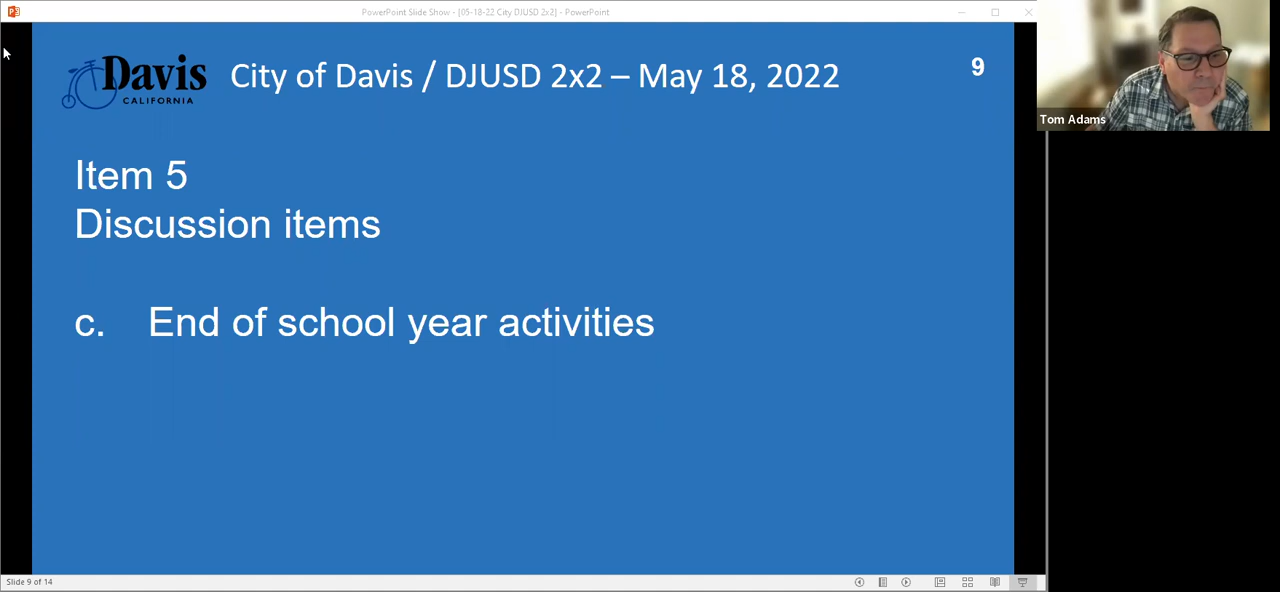 PowerPoint Slide Show - [05-18-22 City DJUSD 2x2] - PowerPoint
Davis
CALIFORNIA
City of Davis / DJUSD 2x2 – May 18, 2022
9
Tom Adams
Item 5
Discussion items
c. End of school year activities
Slide 9 of 14